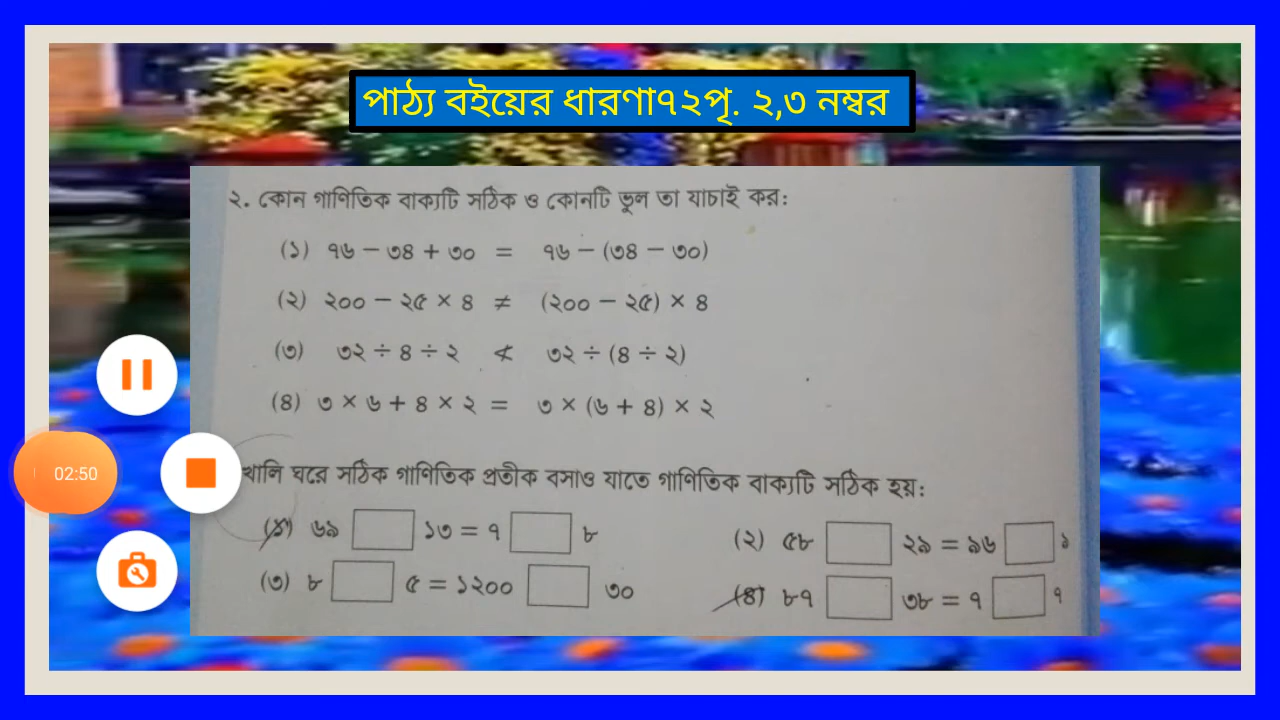 পাঠ্য বইয়ের ধারণা৭২পৃ. ২,৩ নম্বর
২. কোন গাণিতিক বাক্যটি সঠিক ও কোনটি ভুল তা যাচাই কর:
(১) ৭৬ − ৩৪ + ৩০ = ৭৬ − (৩৪ − ৩০)
(২) ২০০ − ২৫ × ৪ ≠ (২০০ − ২৫) × ৪
(৩) ৩২ ÷ ৪ ÷ ২ ≮ ৩২ ÷ (৪ ÷ ২)
(৪) ৩ × ৬ + ৪ × ২ = ৩ × (৬ + ৪) × ২
02:50
খালি ঘরে সঠিক গাণিতিক প্রতীক বসাও যাতে গাণিতিক বাক্যটি সঠিক হয়:
(১) ৬৯ □ ১৩ = ৭ □ ৮ (২) ৫৮ □ ২৯ = ৯৬ □ ১
(৩) ৮ □ ৫ = ১২০০ □ ৩০ (৪) ৮৭ □ ৩৮ = ৭ □ ৭